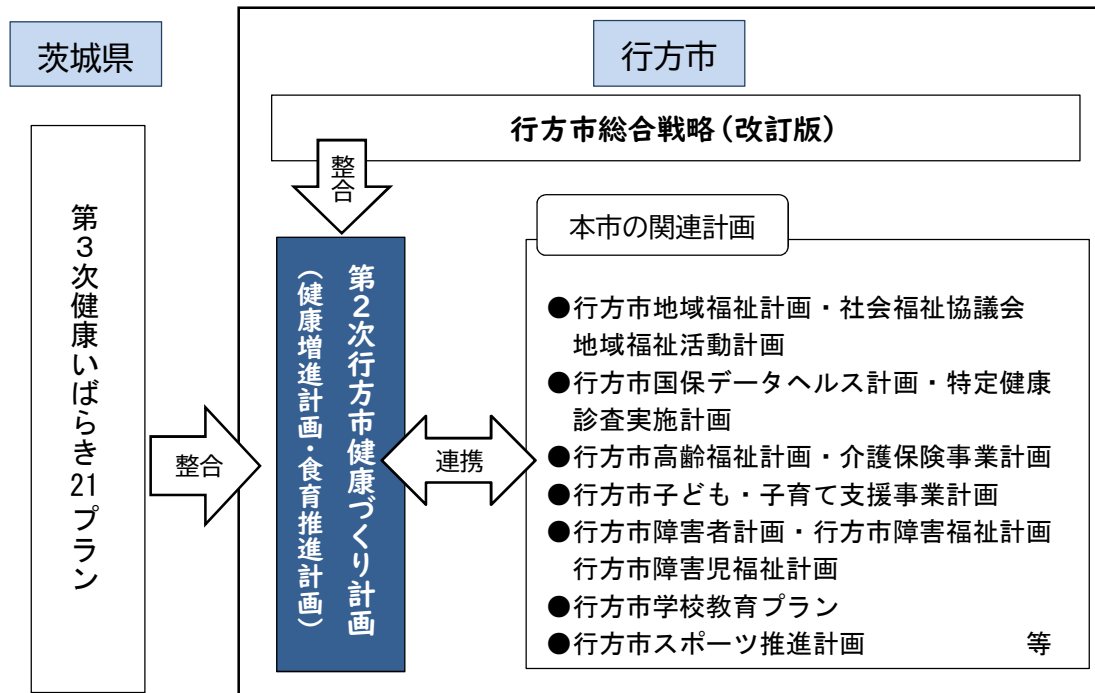 茨城県
行方市
行方市総合戦略(改訂版)
整合
第3次健康いばらき21プラン
整合
第2次行方市健康づくり計画
(健康増進計画・食育推進計画)
連携
本市の関連計画
●行方市地域福祉計画・社会福祉協議会
地域福祉活動計画
●行方市国保データヘルス計画・特定健康
診査実施計画
●行方市高齢福祉計画・介護保険事業計画
●行方市子ども・子育て支援事業計画
●行方市障害者計画・行方市障害福祉計画
行方市障害児福祉計画
●行方市学校教育プラン
●行方市スポーツ推進計画 等